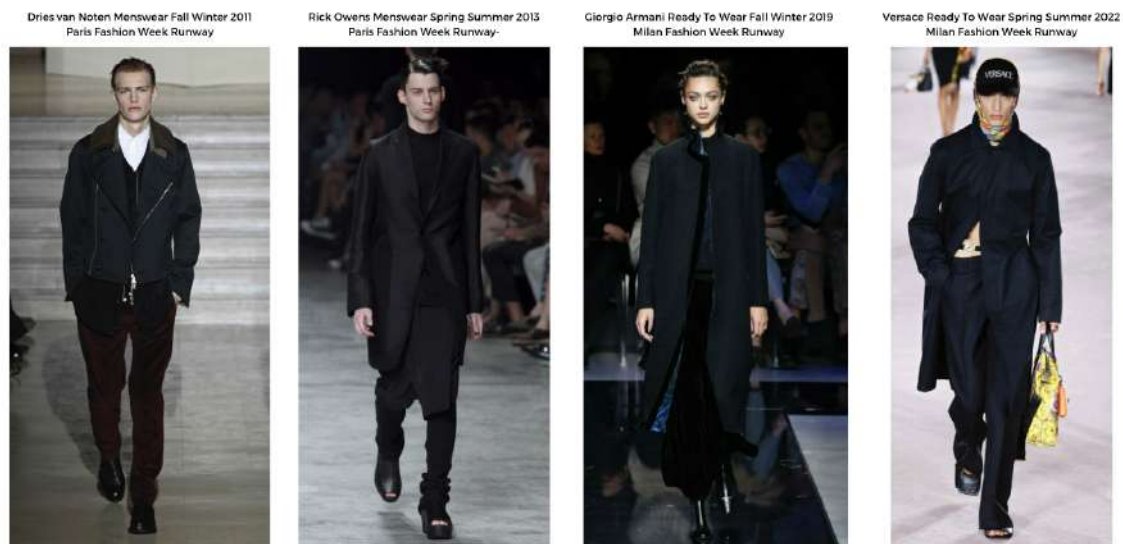 Dries van Noten Menswear Fall Winter 2011
Paris Fashion Week Runway
Rick Owens Menswear Spring Summer 2013
Paris Fashion Week Runway-
Giorgio Armani Ready To Wear Fall Winter 2019
Milan Fashion Week Runway
Versace Ready To Wear Spring Summer 2022
Milan Fashion Week Runway
VERSACE